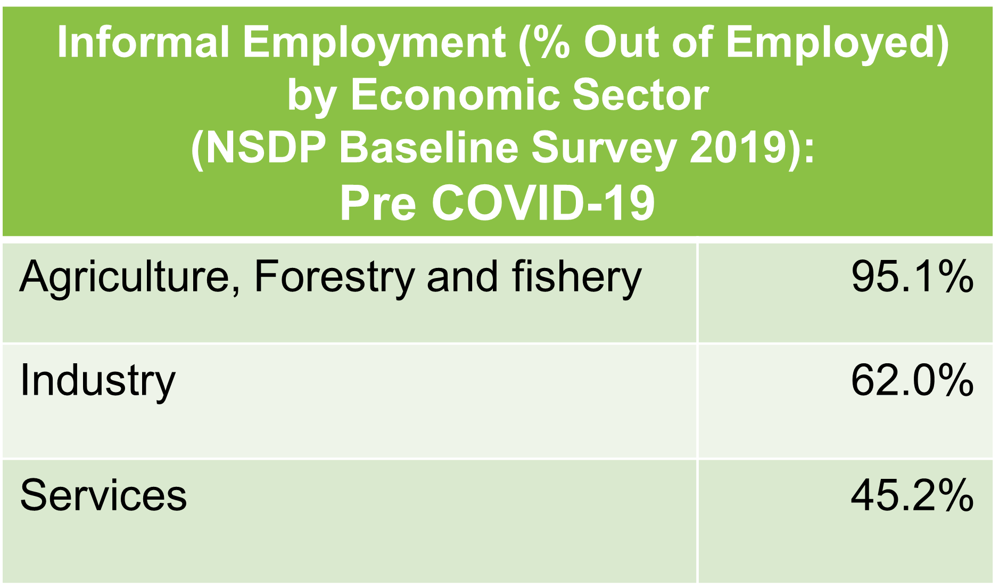 Informal Employment (% Out of Employed)
by Economic Sector
(NSDP Baseline Survey 2019):
Pre COVID-19
Agriculture, Forestry and fishery 95.1%
Industry 62.0%
Services 45.2%